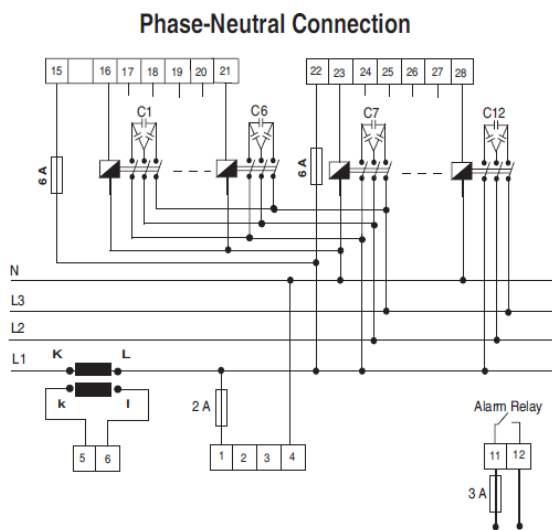 Phase-Neutral Connection
15 16 17 18 19 20 21 22 23 24 25 26 27 28
C1 C6 C7 C12
6 A 6 A
N
L3
L2
L1 K L
k l
2 A
Alarm Relay
5 6 1 2 3 4 11 12
3 A